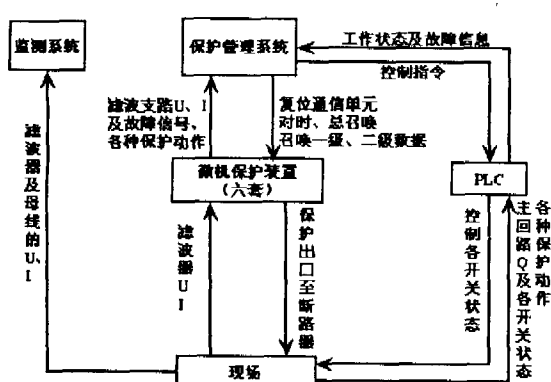 监测系统
保护管理系统
工作状态及故障信息
控制指令
滤波支路U、I
及故障信号、
各种保护动作
复位通信单元
对时、总召唤
召唤一级、二级数据
微机保护装置
(六套)
PLC
滤波器及母线的U、I
滤波器UI
保护出口至断路器
控制各开关状态
主回路Q及各开关状态
各种保护动作
现场